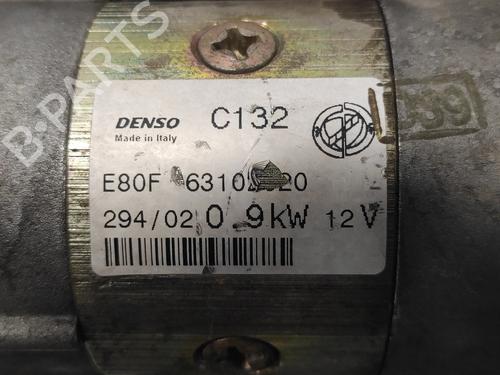 B-PARTS
DENSO C132
Made in Italy
E80F
294/02 0.9kW 12V